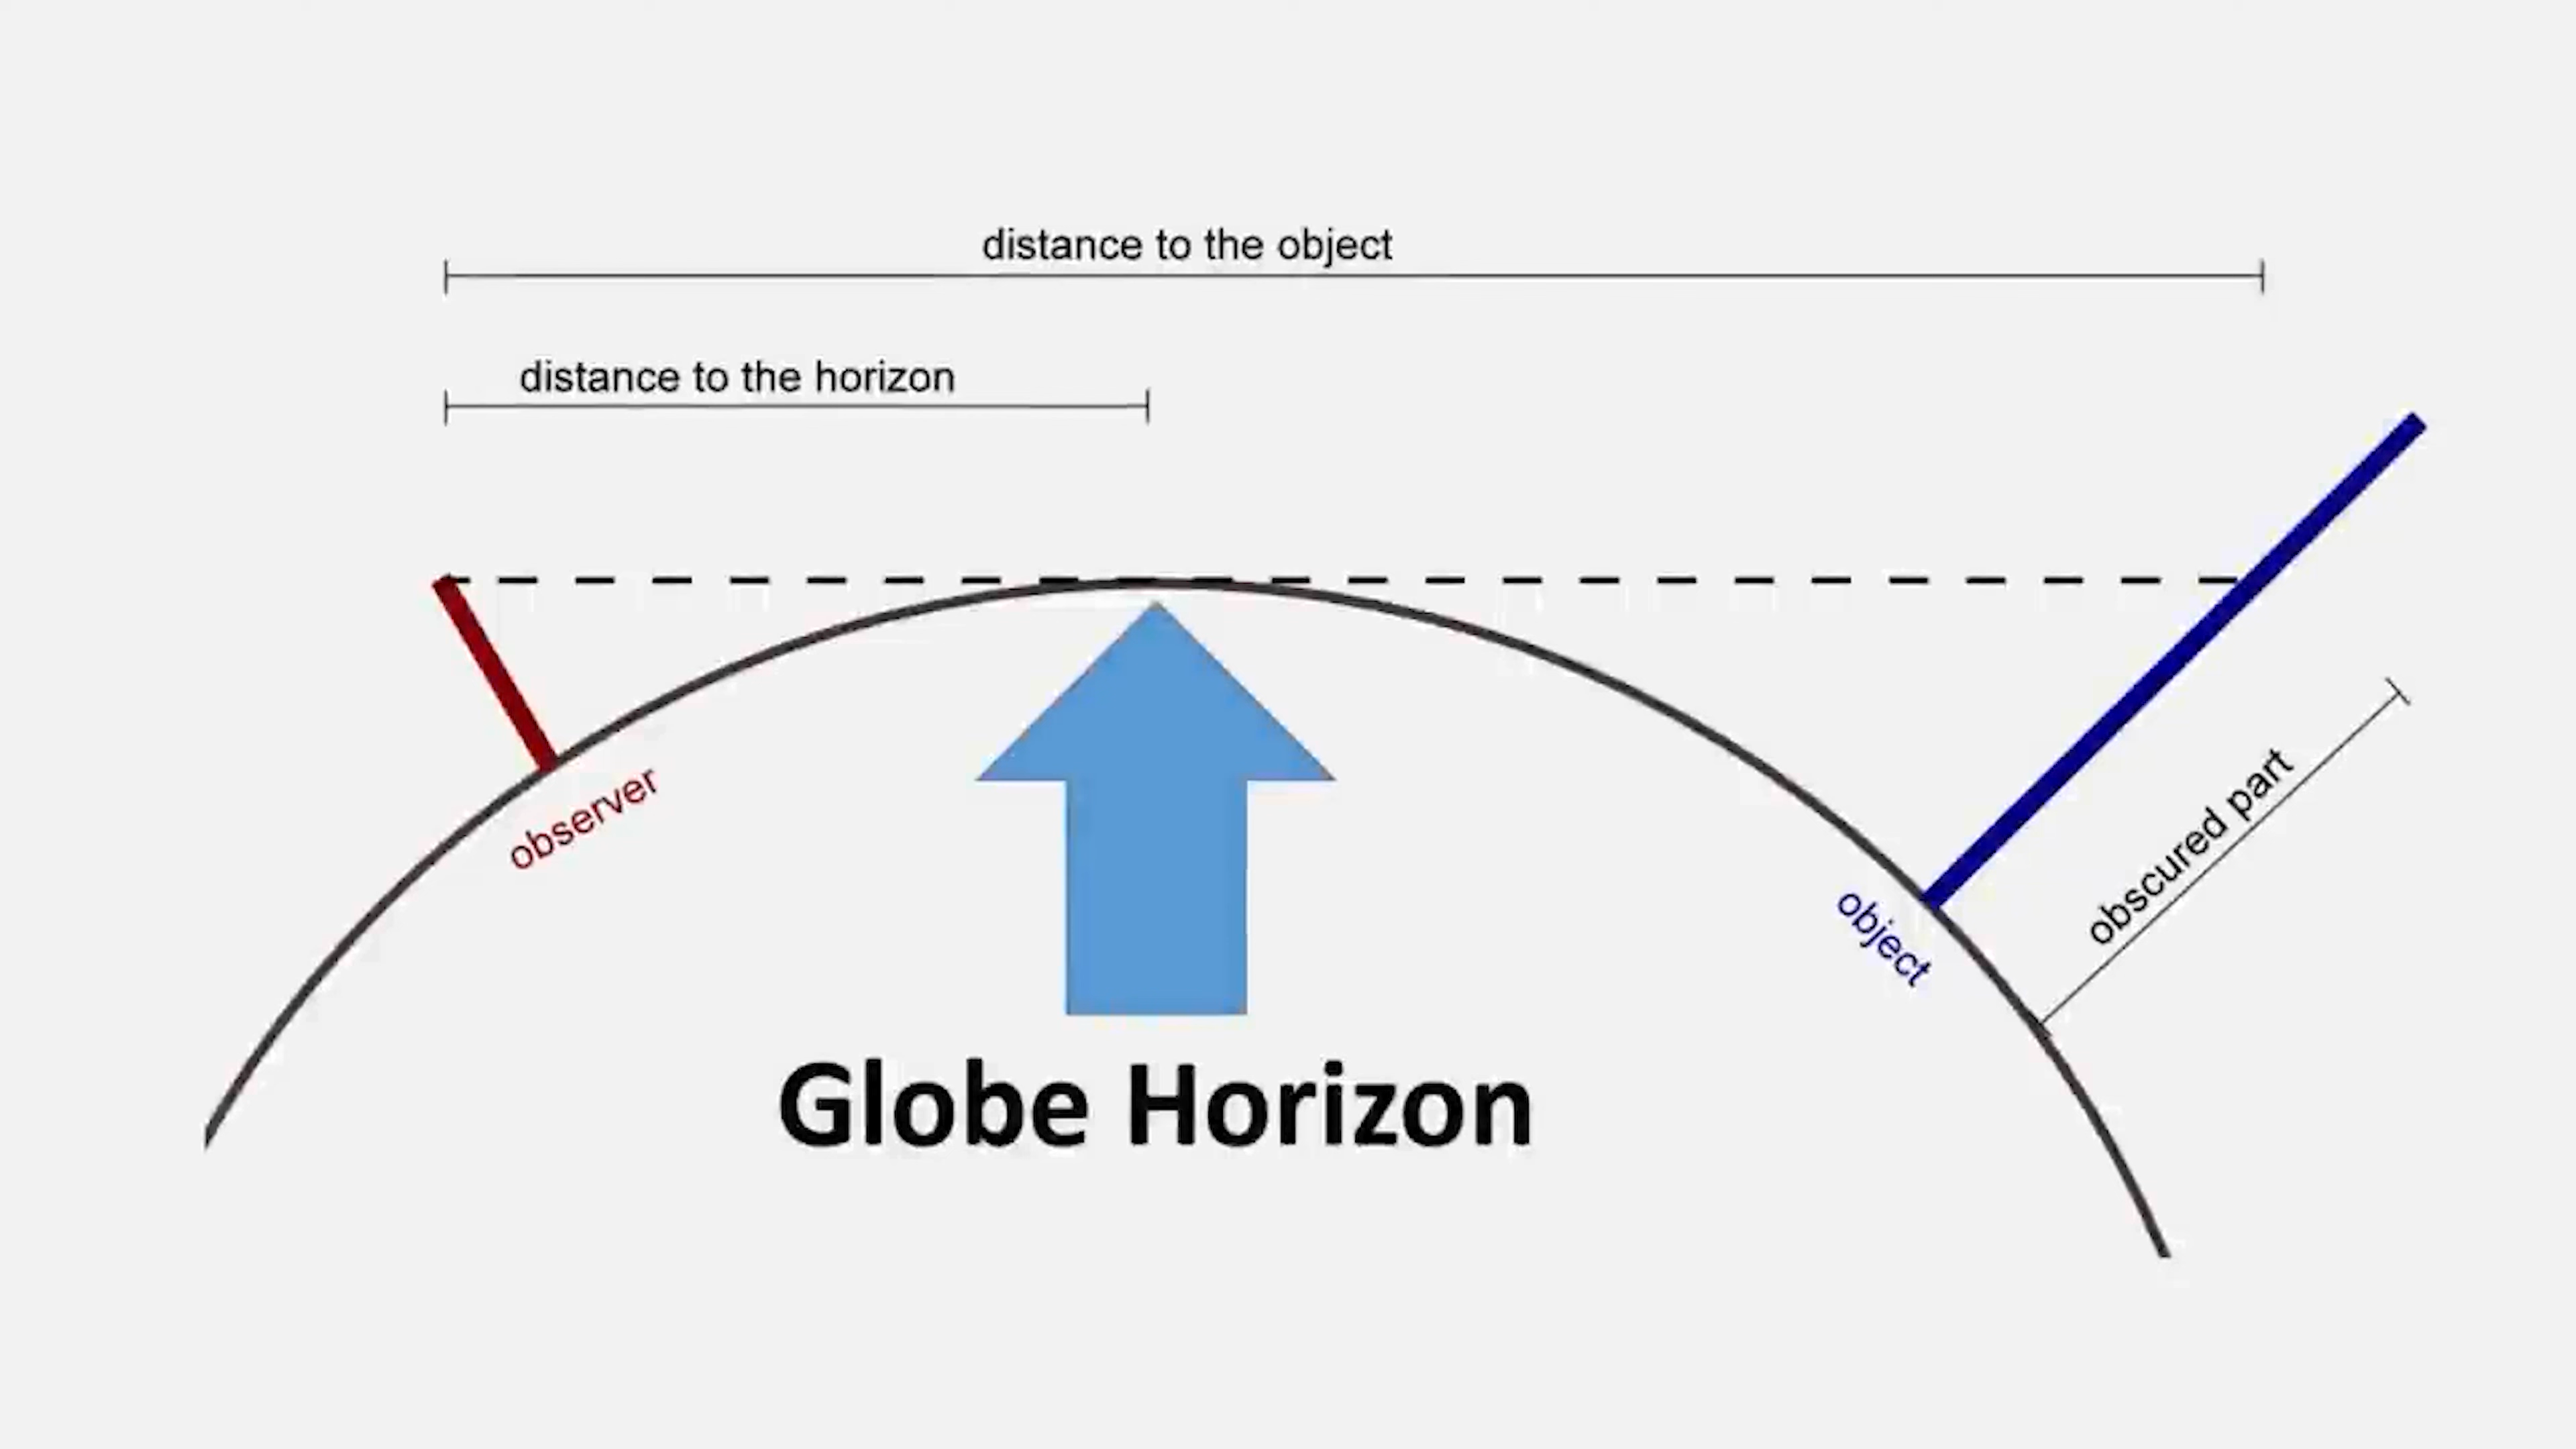 distance to the object
distance to the horizon
observer
object
obscured part
Globe Horizon